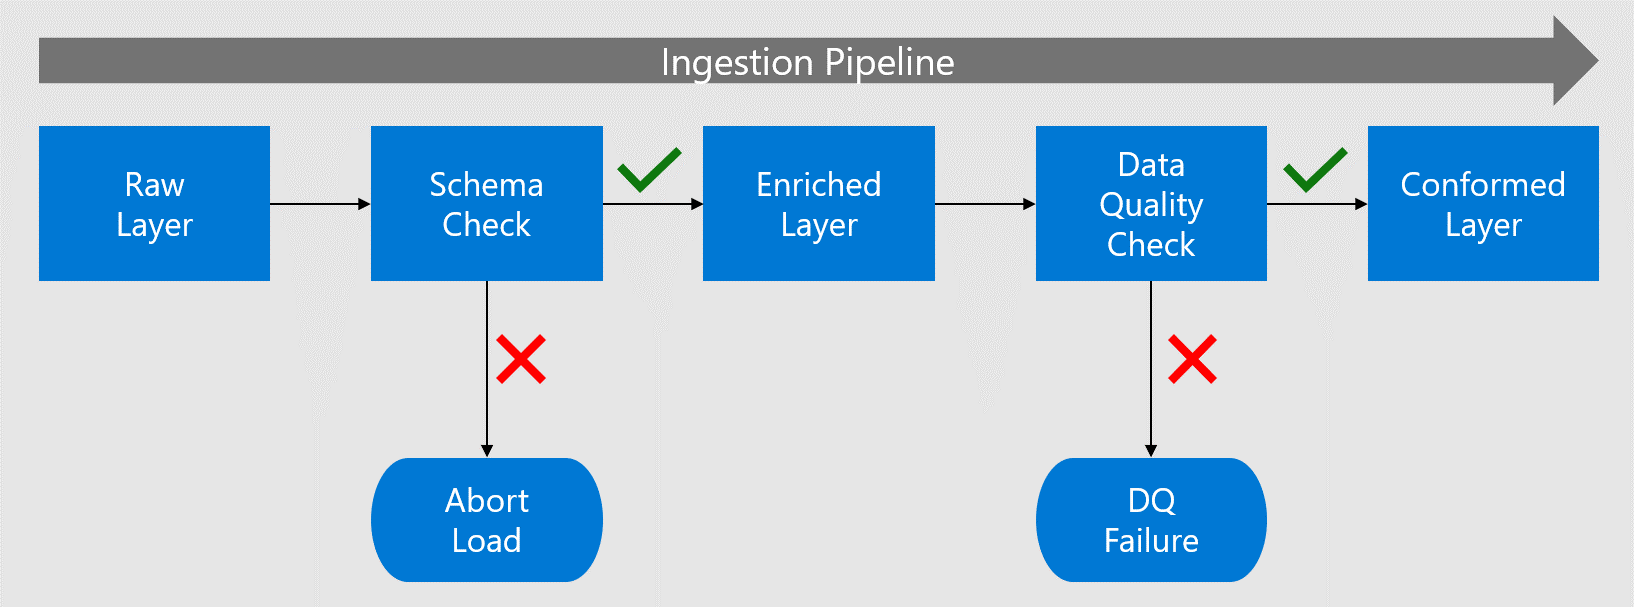 Ingestion Pipeline
Raw
Layer
Schema
Check
Enriched
Layer
Data
Quality
Check
Conformed
Layer
Abort
Load
DQ
Failure